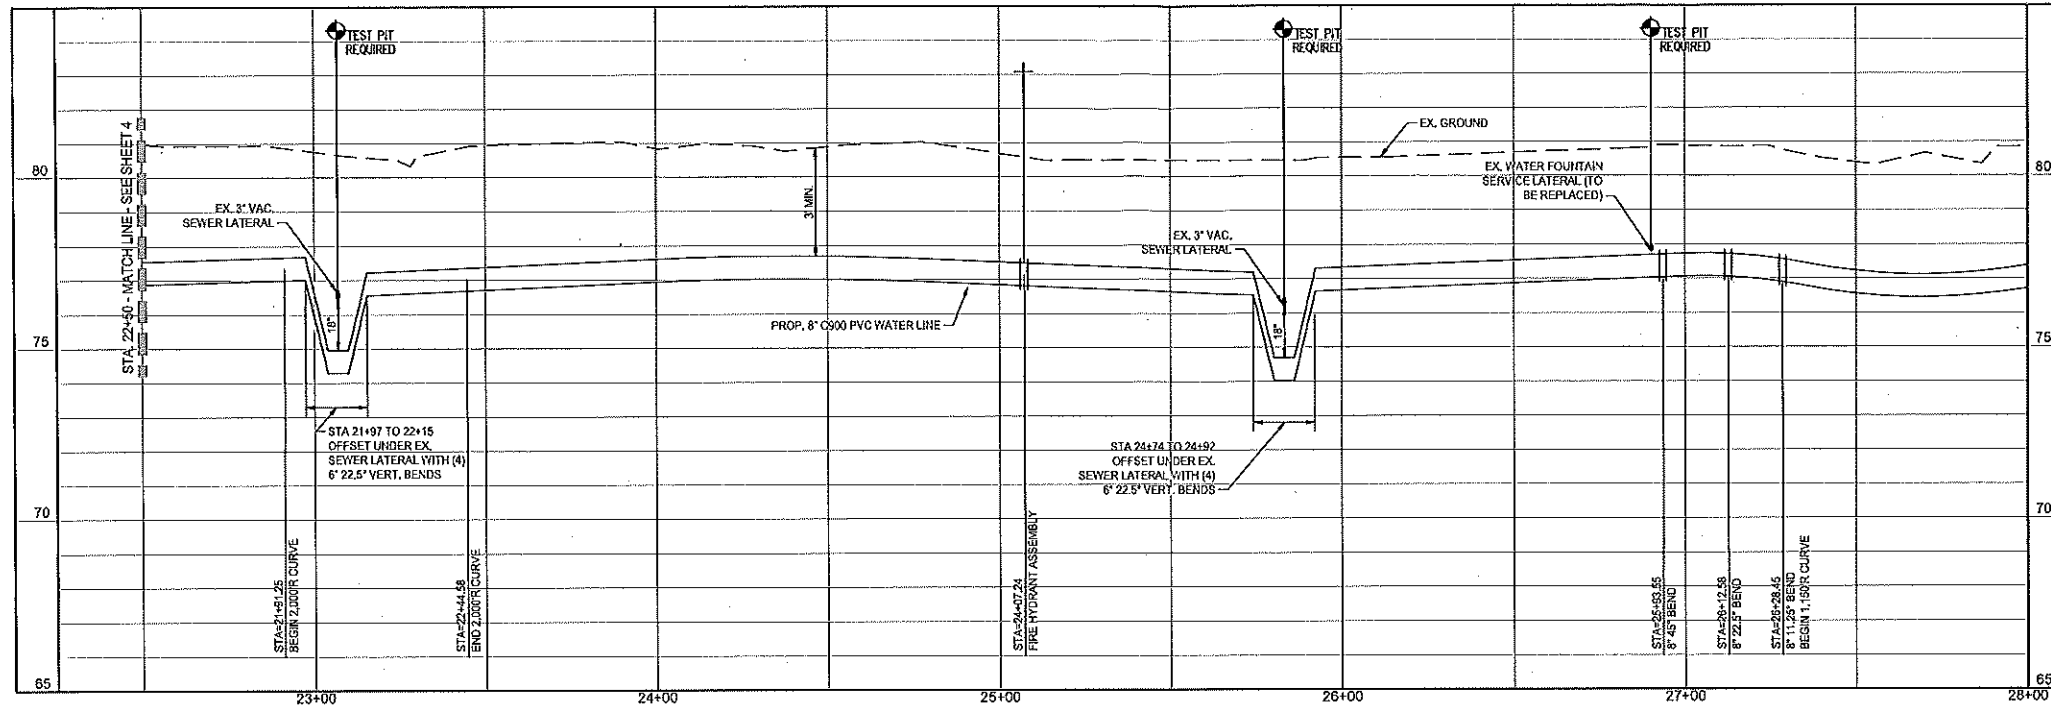 TEST PIT
REQUIRED
TEST PIT
REQUIRED
TEST PIT
REQUIRED
STA. 22+50 - MATCH LINE - SEE SHEET 4
EX. GROUND
80
80
3' MIN.
EX. WATER FOUNTAIN
SERVICE LATERAL (TO
BE REPLACED)
EX. 3" VAC.
SEWER LATERAL
EX. 3" VAC.
SEWER LATERAL
18"
18"
PROP. 8" C900 PVC WATER LINE
75
75
STA 21+97 TO 22+15
OFFSET UNDER EX.
SEWER LATERAL WITH (4)
6" 22.5° VERT. BENDS
STA 24+74 TO 24+92
OFFSET UNDER EX.
SEWER LATERAL WITH (4)
6" 22.5° VERT. BENDS
70
70
STA=21+91.25
BEGIN 2,000'R CURVE
STA=22+44.58
END 2,000'R CURVE
STA=24+07.24
FIRE HYDRANT ASSEMBLY
STA=25+93.55
8" 45° BEND
STA=26+12.58
8" 22.5° BEND
STA=26+28.45
8" 11.25° BEND
BEGIN 1,150'R CURVE
65
65
23+00
24+00
25+00
26+00
27+00
28+00